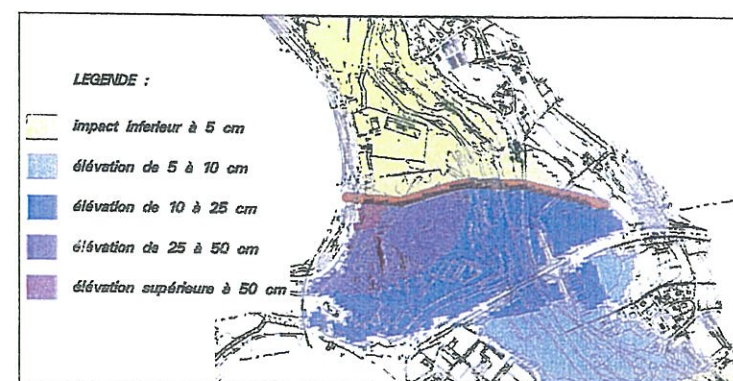 LEGENDE :
impact Inferieur à 5 cm
élévation de 5 à 10 cm
élévation de 10 à 25 cm
élévation de 25 à 50 cm
élévation supérieure à 50 cm